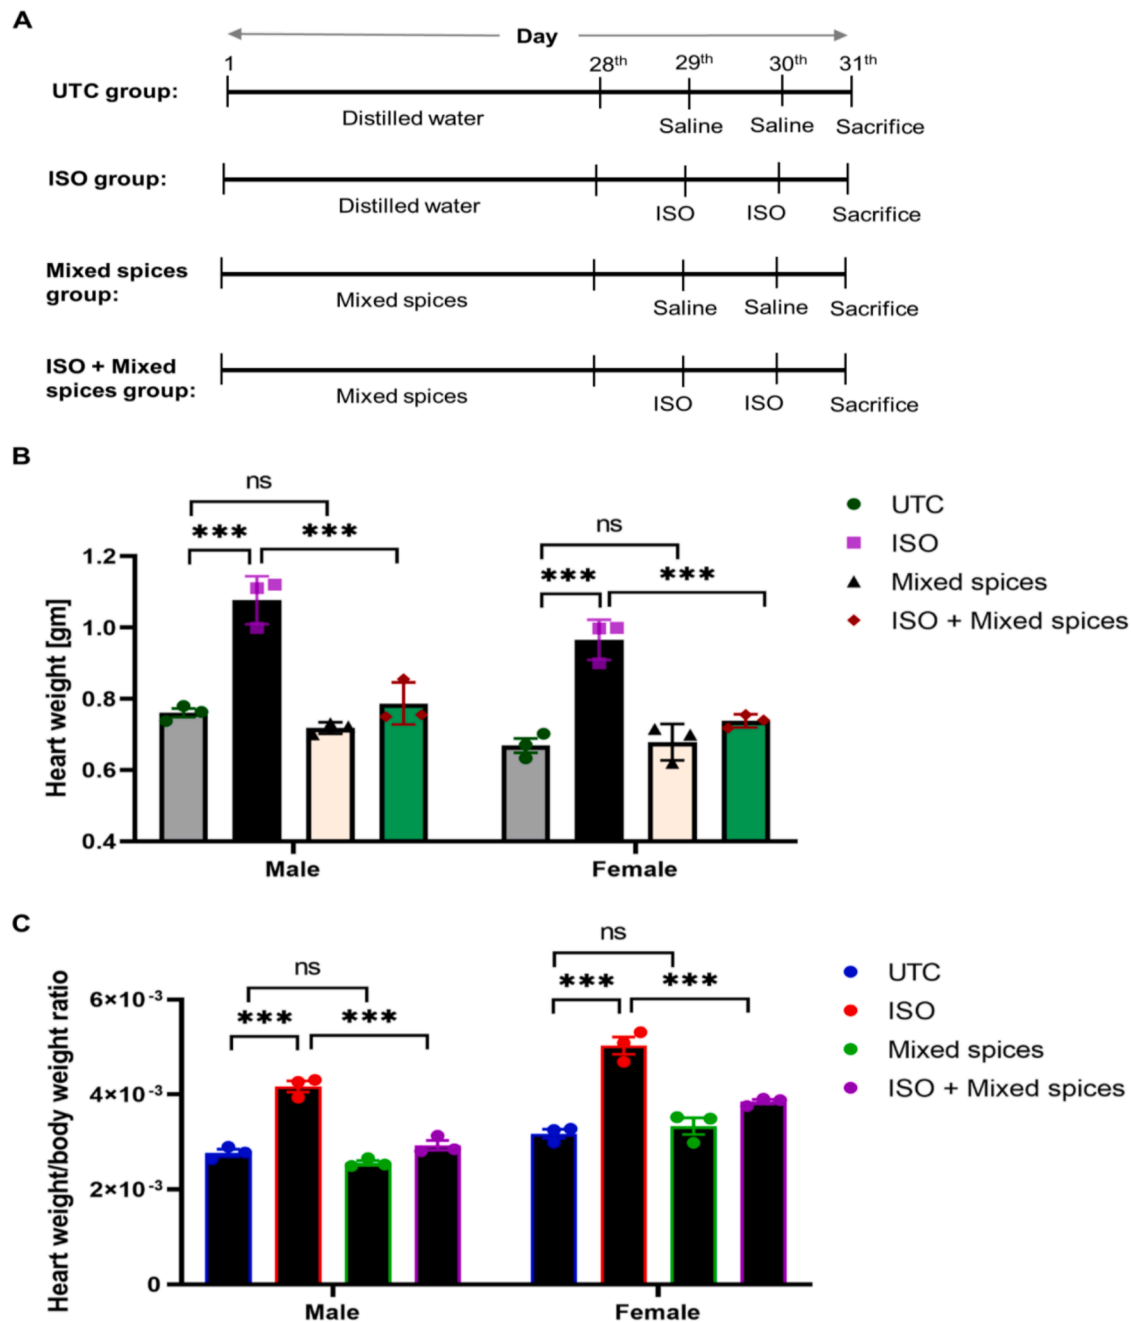 A
Day
1 28th 29th 30th 31th
UTC group:
Distilled water Saline Saline Sacrifice
ISO group:
Distilled water ISO ISO Sacrifice
Mixed spices
group:
Mixed spices Saline Saline Sacrifice
ISO + Mixed
spices group:
Mixed spices ISO ISO Sacrifice
B
Heart weight [gm]
1.2
1.0
0.8
0.6
0.4
ns
*** ***
ns
*** ***
Male Female
UTC
ISO
Mixed spices
ISO + Mixed spices
C
Heart weight/body weight ratio
6×10⁻³
4×10⁻³
2×10⁻³
0
ns
*** ***
ns
*** ***
Male Female
UTC
ISO
Mixed spices
ISO + Mixed spices